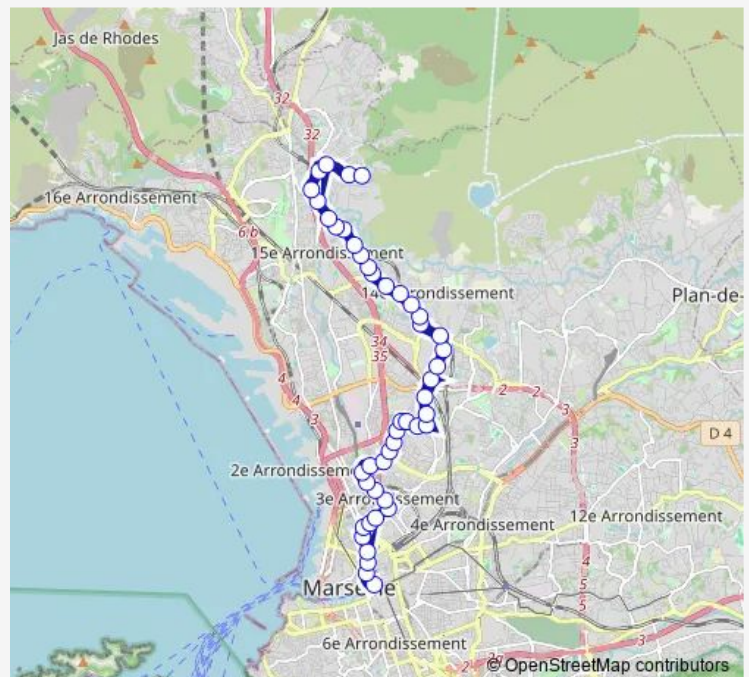 Jas de Rhodes
32
32
16e Arrondissement
6.b
15e Arrondissement
14e Arrondissement
Plan-de-
34
35
4
4
3
2
2
3
3
D 4
2e Arrondissement
3e Arrondissement
4e Arrondissement
12e Arrondissement
4
5
5
Marseille
6e Arrondissement
3
2
© OpenStreetMap contributors